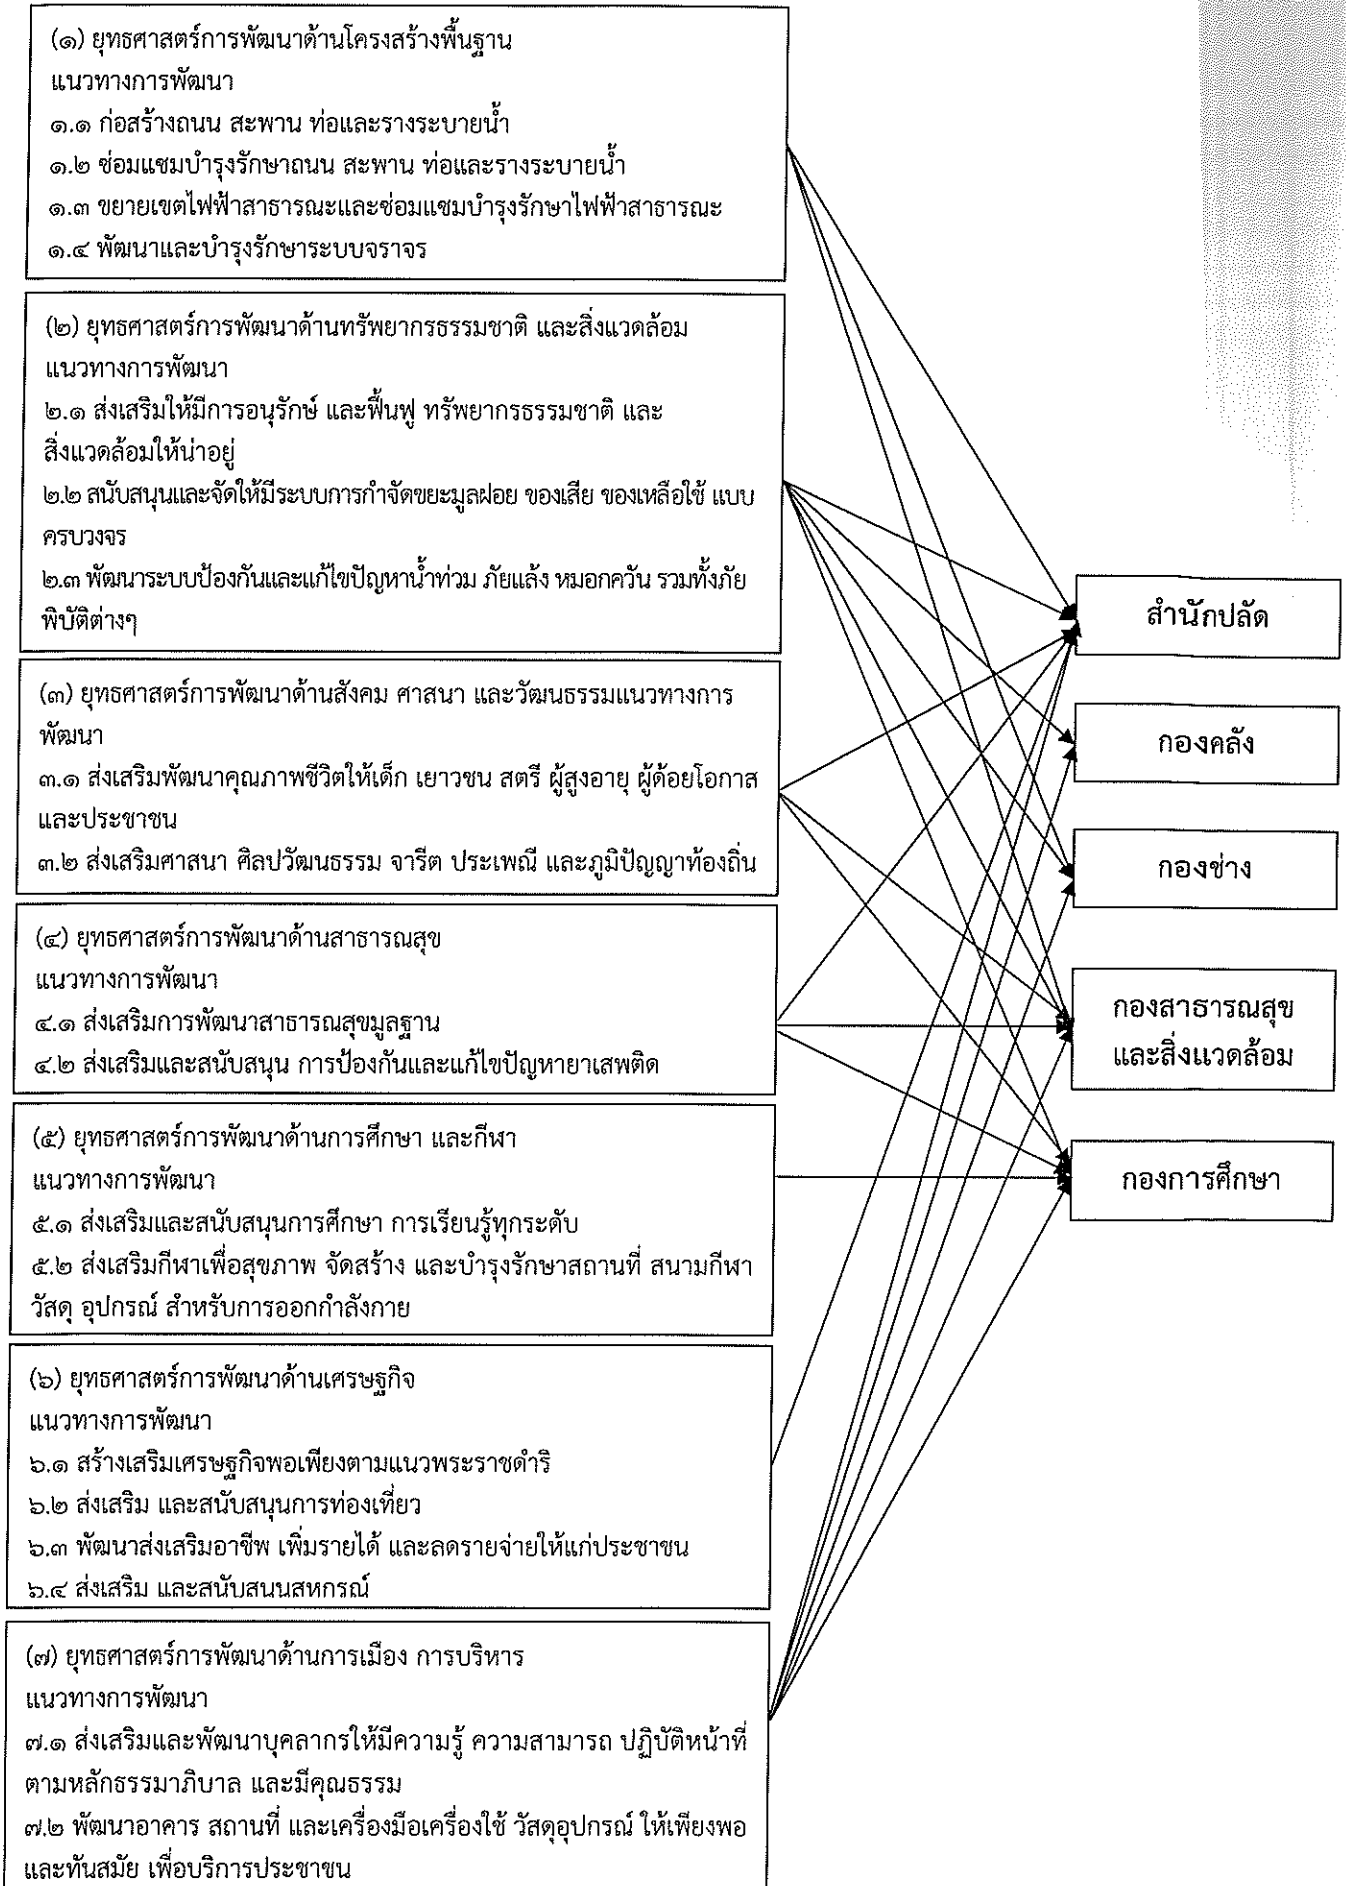 (๑) ยุทธศาสตร์การพัฒนาด้านโครงสร้างพื้นฐาน
แนวทางการพัฒนา
๑.๑ ก่อสร้างถนน สะพาน ท่อและรางระบายน้ำ
๑.๒ ซ่อมแซมบำรุงรักษาถนน สะพาน ท่อและรางระบายน้ำ
๑.๓ ขยายเขตไฟฟ้าสาธารณะและซ่อมแซมบำรุงรักษาไฟฟ้าสาธารณะ
๑.๔ พัฒนาและบำรุงรักษาระบบจราจร
(๒) ยุทธศาสตร์การพัฒนาด้านทรัพยากรธรรมชาติ และสิ่งแวดล้อม
แนวทางการพัฒนา
๒.๑ ส่งเสริมให้มีการอนุรักษ์ และฟื้นฟู ทรัพยากรธรรมชาติ และ
สิ่งแวดล้อมให้น่าอยู่
๒.๒ สนับสนุนและจัดให้มีระบบการกำจัดขยะมูลฝอย ของเสีย ของเหลือใช้ แบบ
ครบวงจร
๒.๓ พัฒนาระบบป้องกันและแก้ไขปัญหาน้ำท่วม ภัยแล้ง หมอกควัน รวมทั้งภัย
พิบัติต่างๆ
(๓) ยุทธศาสตร์การพัฒนาด้านสังคม ศาสนา และวัฒนธรรมแนวทางการ
พัฒนา
๓.๑ ส่งเสริมพัฒนาคุณภาพชีวิตให้เด็ก เยาวชน สตรี ผู้สูงอายุ ผู้ด้อยโอกาส
และประชาชน
๓.๒ ส่งเสริมศาสนา ศิลปวัฒนธรรม จารีต ประเพณี และภูมิปัญญาท้องถิ่น
(๔) ยุทธศาสตร์การพัฒนาด้านสาธารณสุข
แนวทางการพัฒนา
๔.๑ ส่งเสริมการพัฒนาสาธารณสุขมูลฐาน
๔.๒ ส่งเสริมและสนับสนุน การป้องกันและแก้ไขปัญหายาเสพติด
(๕) ยุทธศาสตร์การพัฒนาด้านการศึกษา และกีฬา
แนวทางการพัฒนา
๕.๑ ส่งเสริมและสนับสนุนการศึกษา การเรียนรู้ทุกระดับ
๕.๒ ส่งเสริมกีฬาเพื่อสุขภาพ จัดสร้าง และบำรุงรักษาสถานที่ สนามกีฬา
วัสดุ อุปกรณ์ สำหรับการออกกำลังกาย
(๖) ยุทธศาสตร์การพัฒนาด้านเศรษฐกิจ
แนวทางการพัฒนา
๖.๑ สร้างเสริมเศรษฐกิจพอเพียงตามแนวพระราชดำริ
๖.๒ ส่งเสริม และสนับสนุนการท่องเที่ยว
๖.๓ พัฒนาส่งเสริมอาชีพ เพิ่มรายได้ และลดรายจ่ายให้แก่ประชาชน
๖.๔ ส่งเสริม และสนับสนนสหกรณ์
(๗) ยุทธศาสตร์การพัฒนาด้านการเมือง การบริหาร
แนวทางการพัฒนา
๗.๑ ส่งเสริมและพัฒนาบุคลากรให้มีความรู้ ความสามารถ ปฏิบัติหน้าที่
ตามหลักธรรมาภิบาล และมีคุณธรรม
๗.๒ พัฒนาอาคาร สถานที่ และเครื่องมือเครื่องใช้ วัสดุอุปกรณ์ ให้เพียงพอ
และทันสมัย เพื่อบริการประชาชน
สำนักปลัด
กองคลัง
กองช่าง
กองสาธารณสุข
และสิ่งแวดล้อม
กองการศึกษา